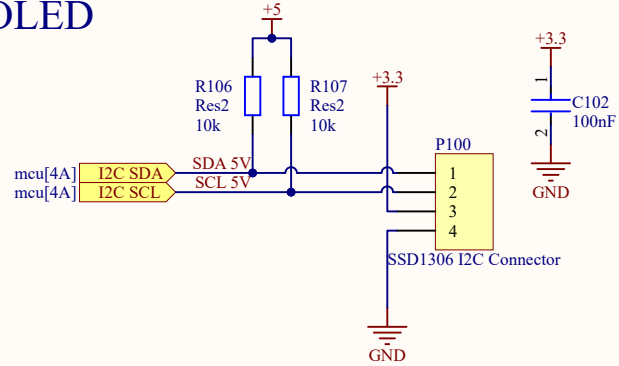 OLED
+5
+3.3
R106
Res2
10k
R107
Res2
10k
+3.3
1
C102
100nF
2
GND
P100
mcu[4A] I2C SDA SDA 5V 1
mcu[4A] I2C SCL SCL 5V 2
3
4
SSD1306 I2C Connector
GND